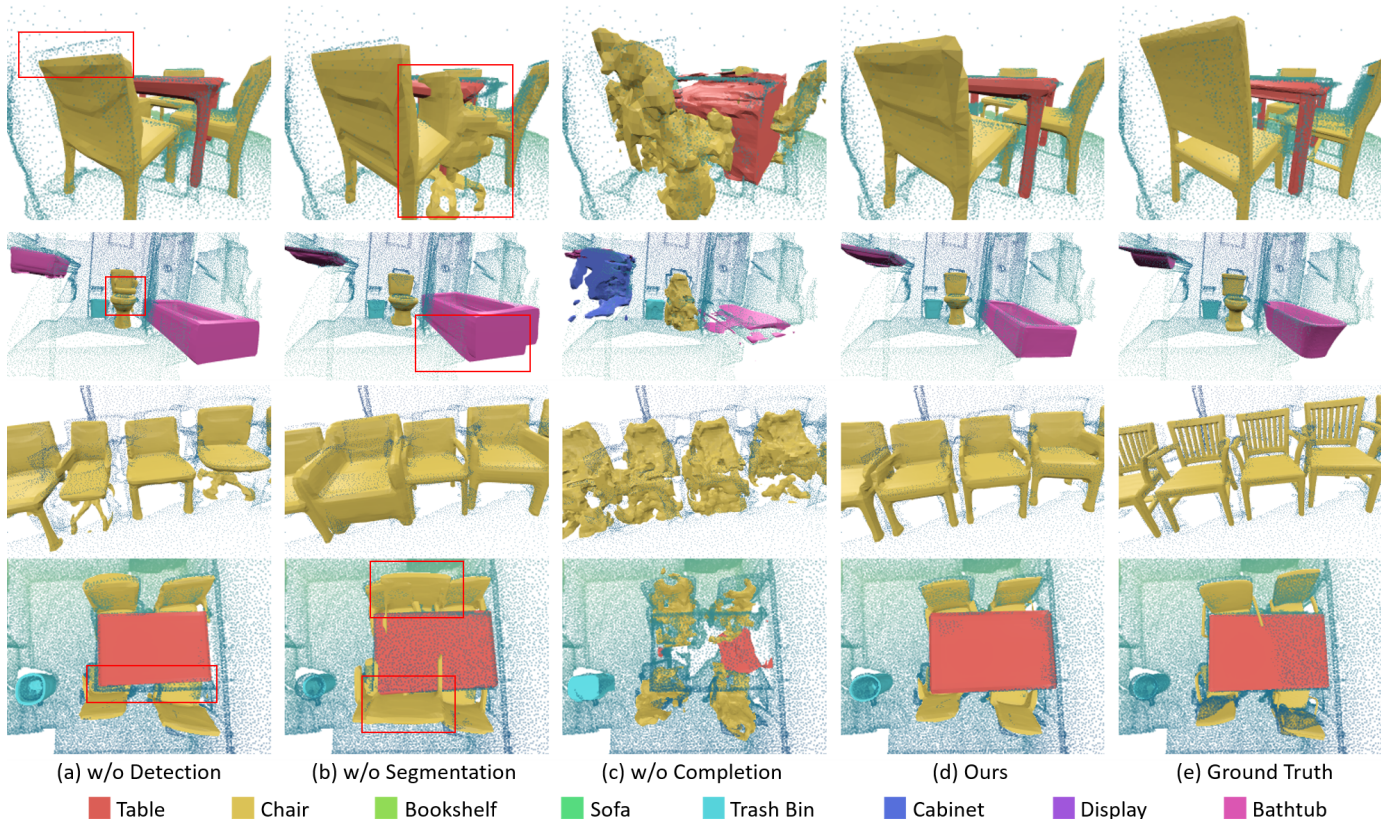 (a) w/o Detection (b) w/o Segmentation (c) w/o Completion (d) Ours (e) Ground Truth
Table Chair Bookshelf Sofa Trash Bin Cabinet Display Bathtub